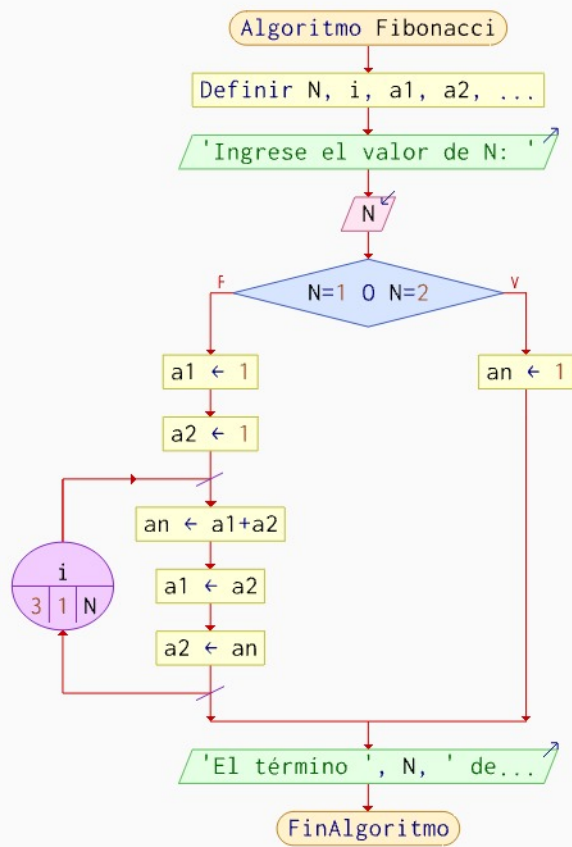 Algoritmo Fibonacci
Definir N, i, a1, a2, ...
'Ingrese el valor de N: '
N
N=1 O N=2
F
V
a1 ← 1
an ← 1
a2 ← 1
an ← a1+a2
i
3 1 N
a1 ← a2
a2 ← an
'El término ', N, ' de...
FinAlgoritmo